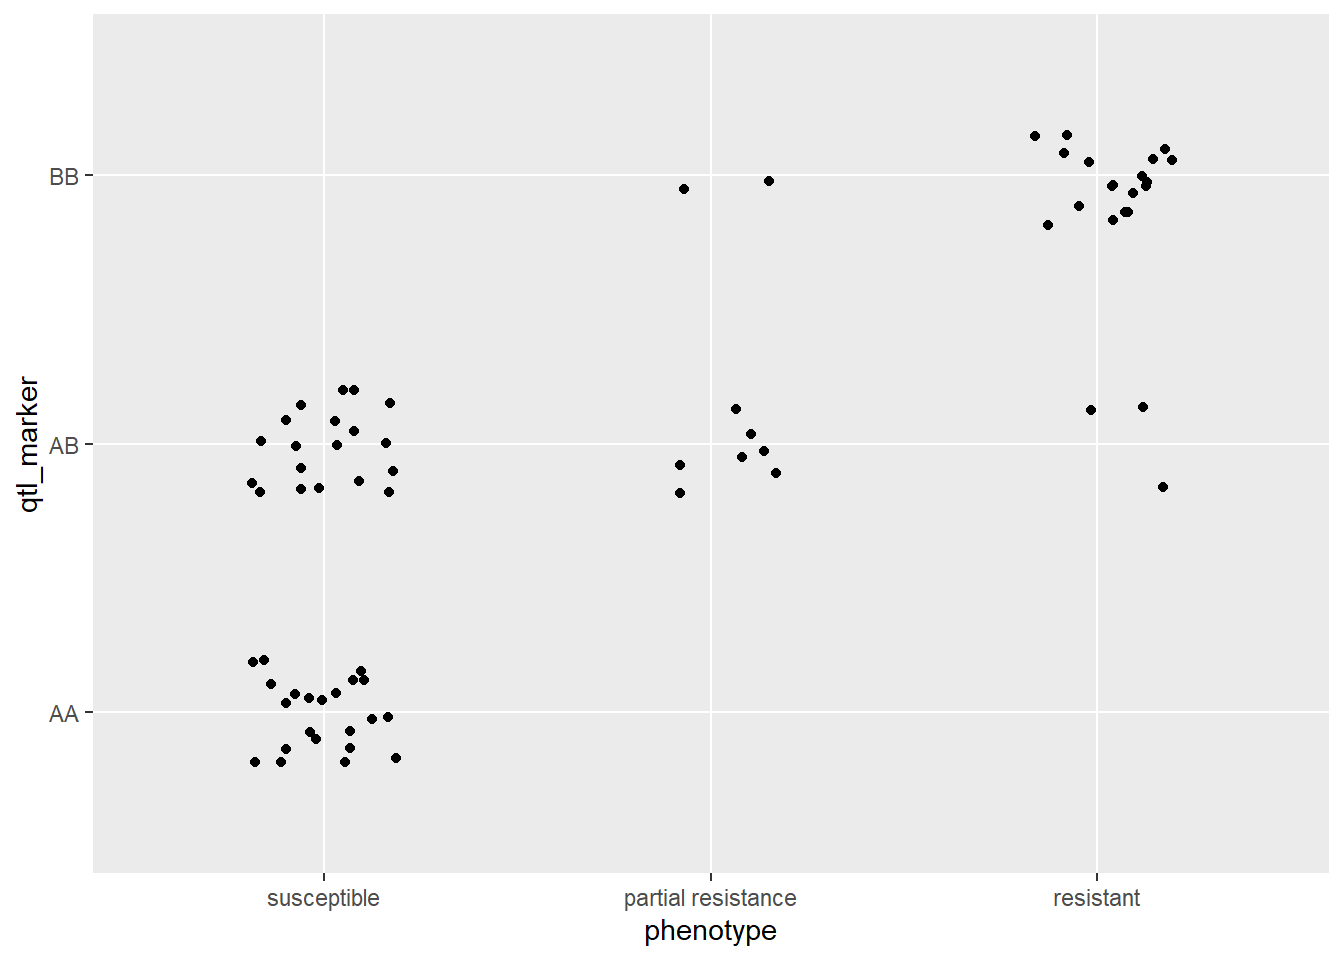 qtl_marker
BB
AB
AA
susceptible
partial resistance
resistant
phenotype